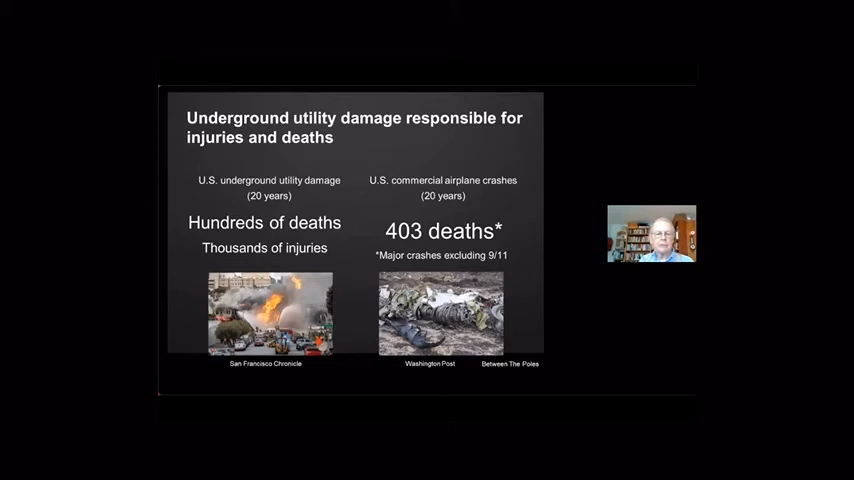 Underground utility damage responsible for
injuries and deaths
U.S. underground utility damage
(20 years)
Hundreds of deaths
Thousands of injuries
U.S. commercial airplane crashes
(20 years)
403 deaths*
*Major crashes excluding 9/11
San Francisco Chronicle
Washington Post
Between The Poles